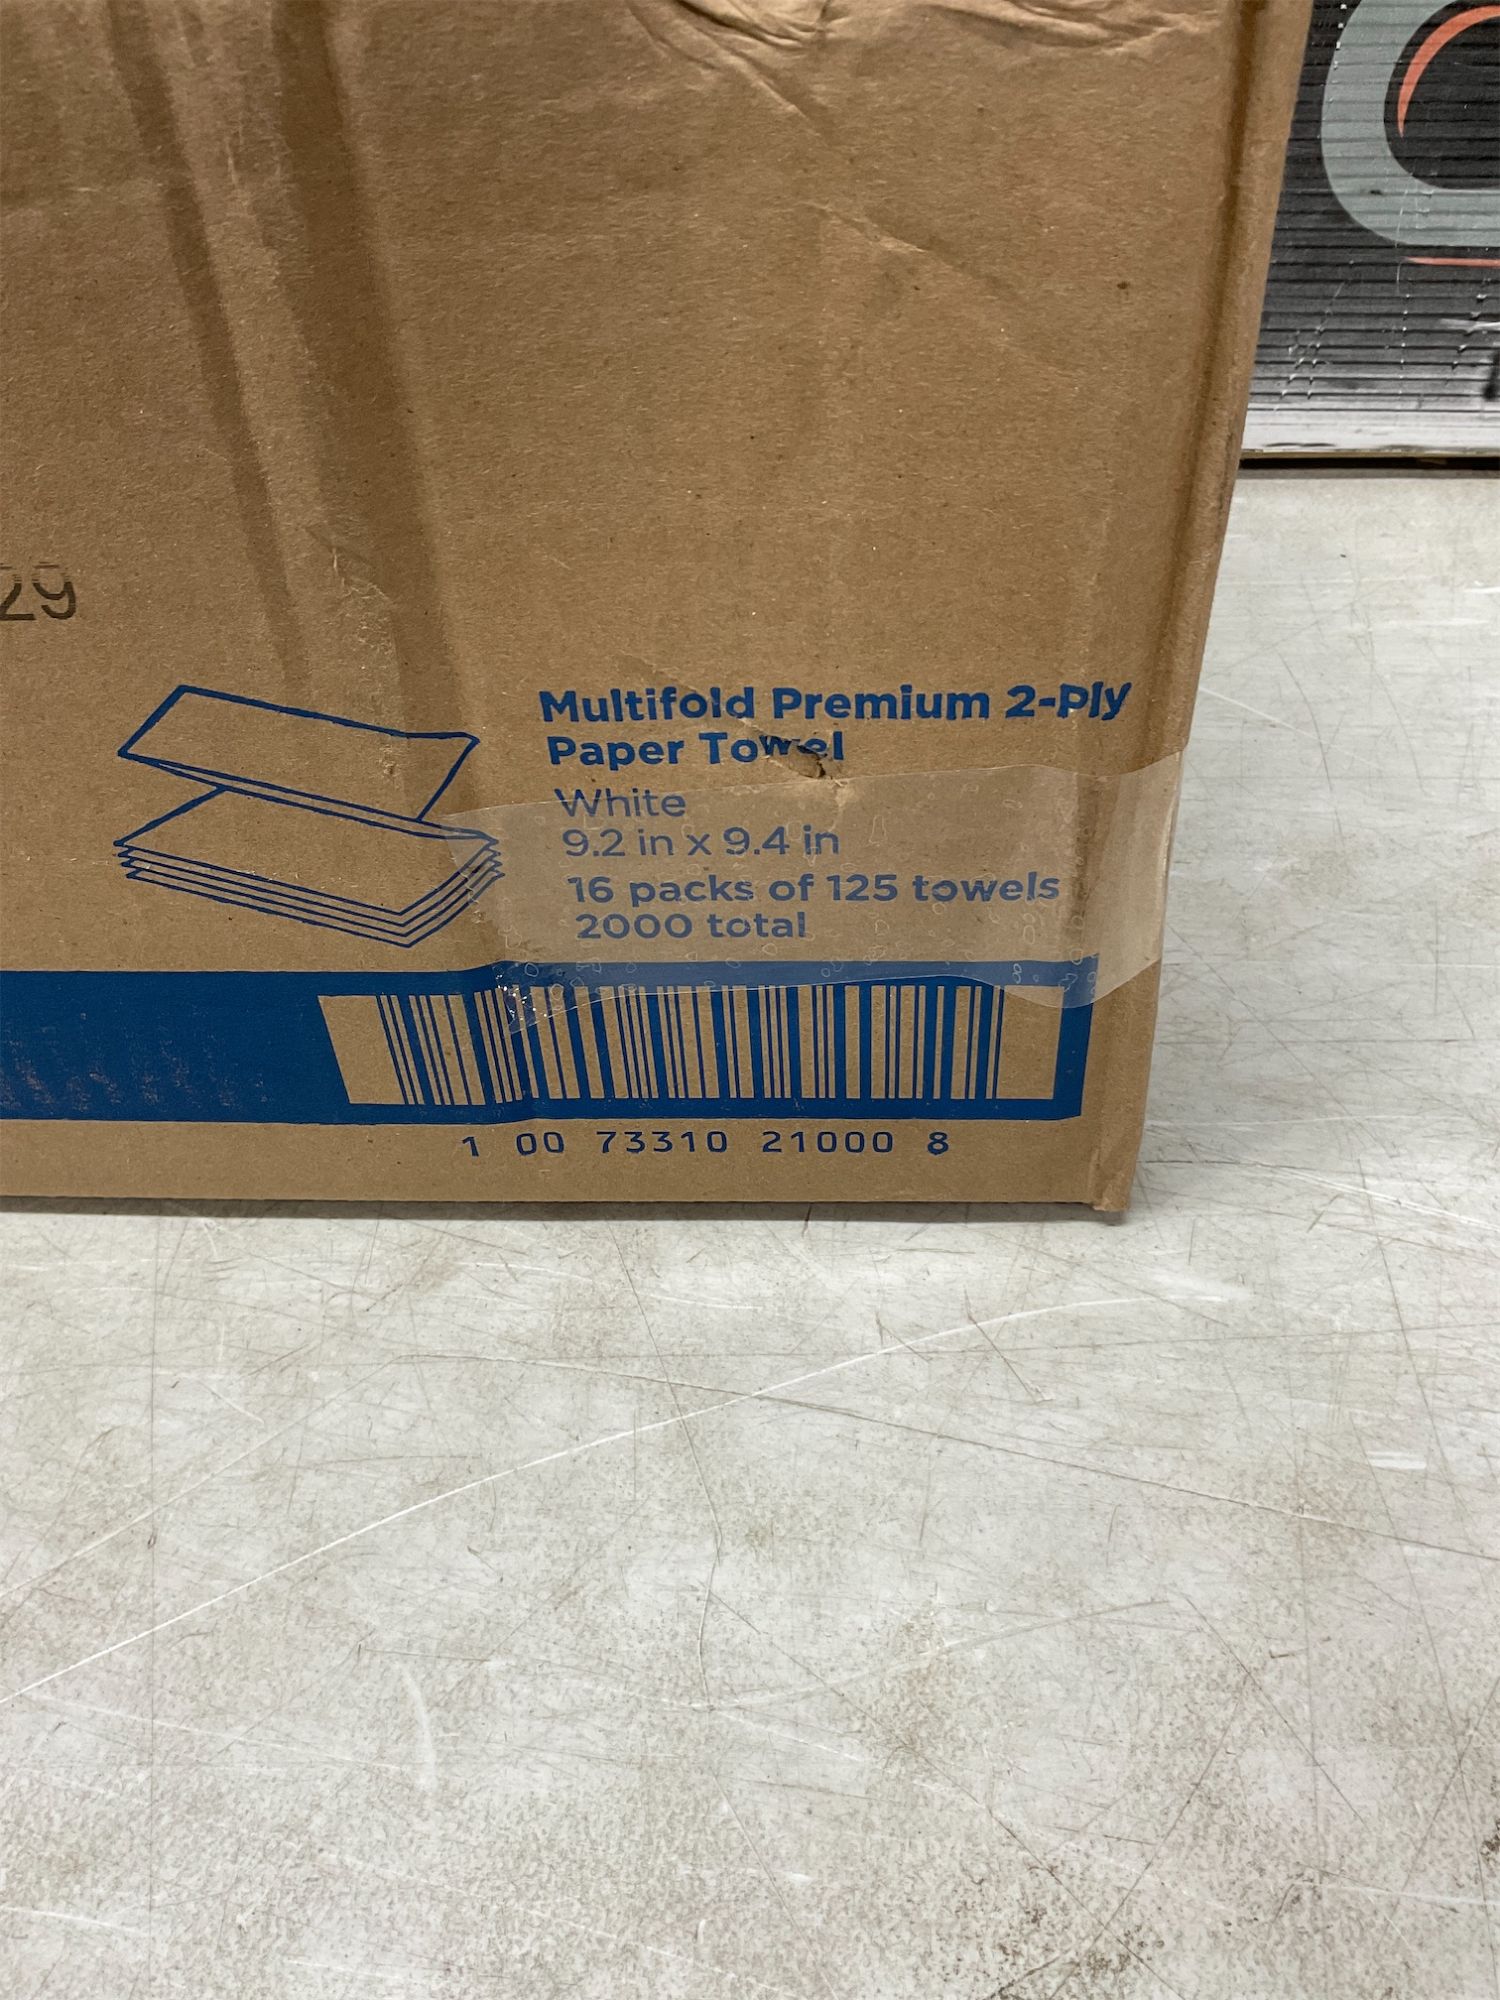 29
Multifold Premium 2-Ply
Paper Towel
White
9.2 in x 9.4 in
16 packs of 125 towels
2000 total
1 00 73310 21000 8